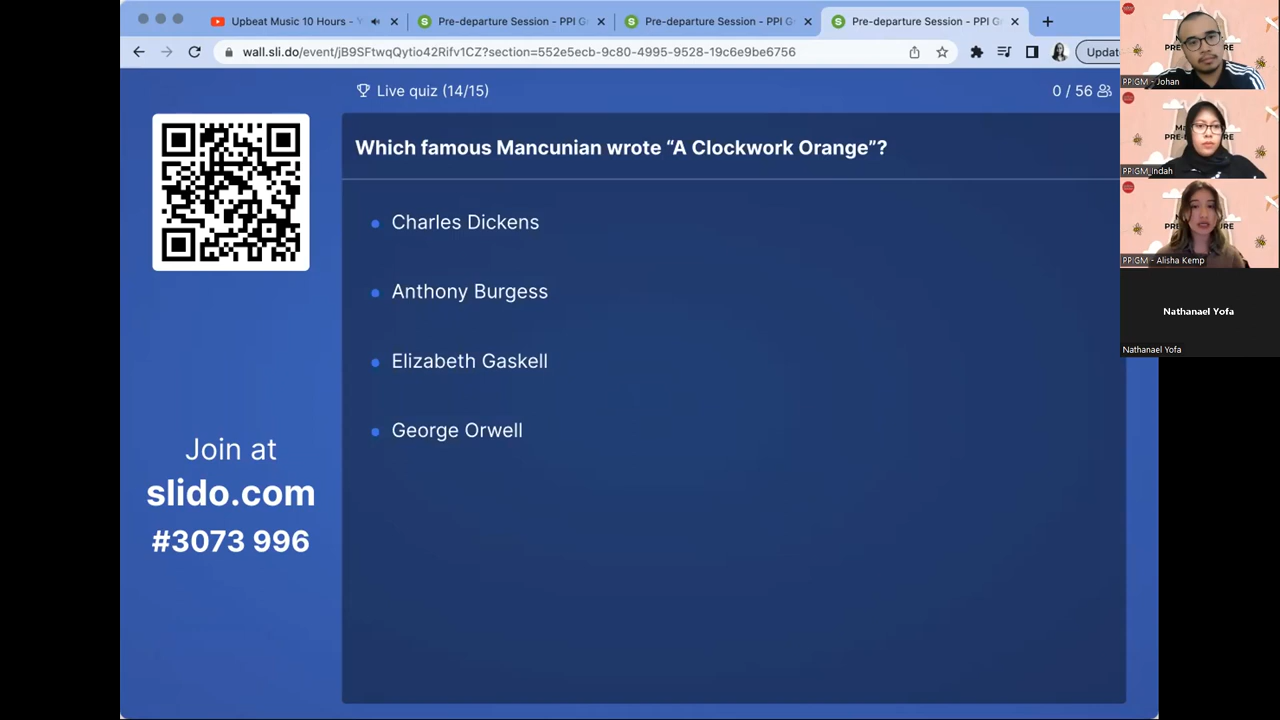 Upbeat Music 10 Hours -
Pre-departure Session - PPI G
Pre-departure Session - PPI G
Pre-departure Session - PPI G
wall.sli.do/event/jB9SFtwqQytio42Rifv1CZ?section=552e5ecb-9c80-4995-9528-19c6e9be6756
Updat
Live quiz (14/15)
0 / 56
Which famous Mancunian wrote “A Clockwork Orange”?
Charles Dickens
Anthony Burgess
Elizabeth Gaskell
George Orwell
Join at
slido.com
#3073 996
PPIGM - Johan
PPIGM_Indah
PPIGM - Alisha Kemp
Nathanael Yofa
Nathanael Yofa